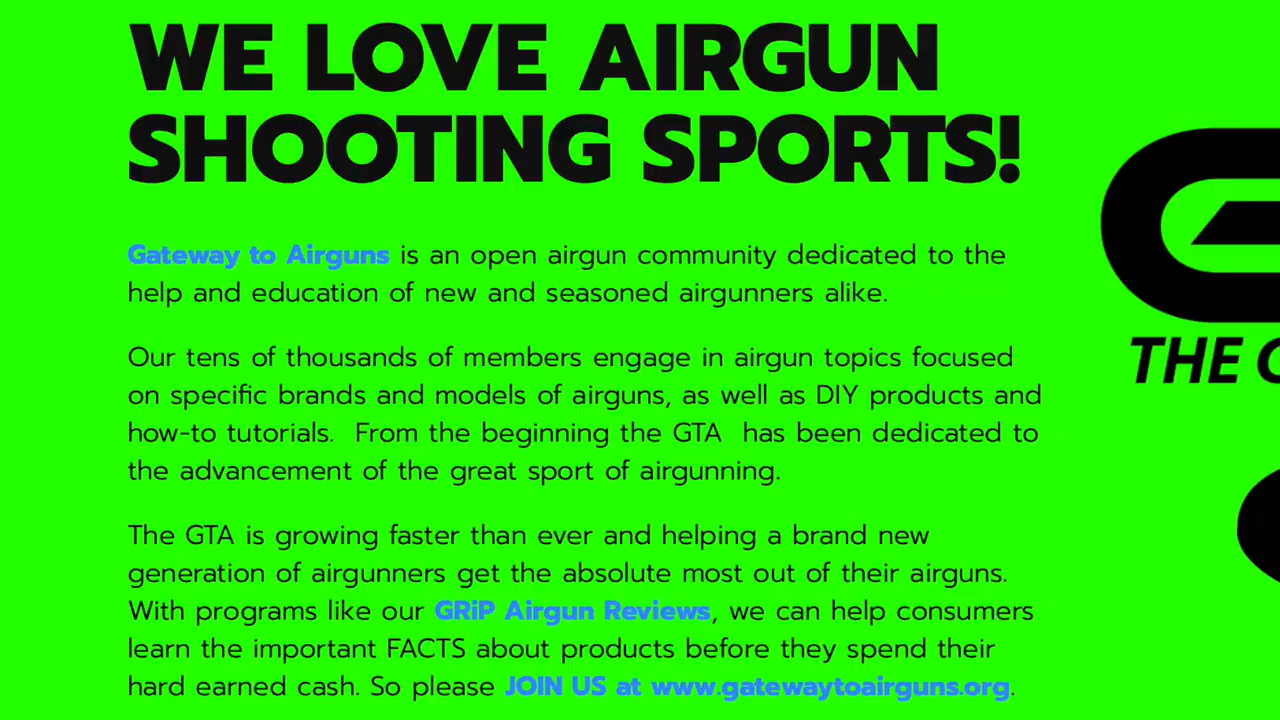 WE LOVE AIRGUN
SHOOTING SPORTS!
Gateway to Airguns is an open airgun community dedicated to the
help and education of new and seasoned airgunners alike.
Our tens of thousands of members engage in airgun topics focused
on specific brands and models of airguns, as well as DIY products and
how-to tutorials.  From the beginning the GTA  has been dedicated to
the advancement of the great sport of airgunning.
The GTA is growing faster than ever and helping a brand new
generation of airgunners get the absolute most out of their airguns.
With programs like our GRiP Airgun Reviews, we can help consumers
learn the important FACTS about products before they spend their
hard earned cash. So please JOIN US at www.gatewaytoairguns.org.
THE